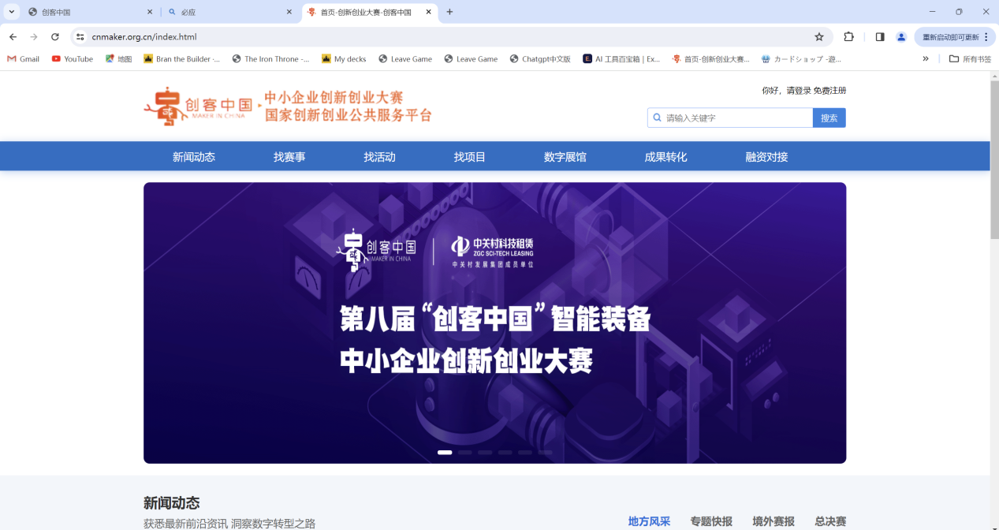 创客中国
必应
首页-创新创业大赛-创客中国
cnmaker.org.cn/index.html
重新启动即可更新
Gmail
YouTube
地图
Bran the Builder -...
The Iron Throne -...
My decks
Leave Game
Leave Game
Chatgpt中文版
E.
AI 工具百宝箱 | Ex...
首页-创新创业大赛...
カードショップ -遊...
所有书签
创客中国
MAKER IN CHINA
中小企业创新创业大赛
国家创新创业公共服务平台
你好，请登录 免费注册
请输入关键字
搜索
新闻动态
找赛事
找活动
找项目
数字展馆
成果转化
融资对接
创客中国
MAKER IN CHINA
中关村科技租赁
ZGC SCI-TECH LEASING
中关村发展集团成员单位
第八届“创客中国”智能装备
中小企业创新创业大赛
新闻动态
获悉最新前沿资讯 洞察数字转型之路
地方风采
专题快报
境外赛报
总决赛